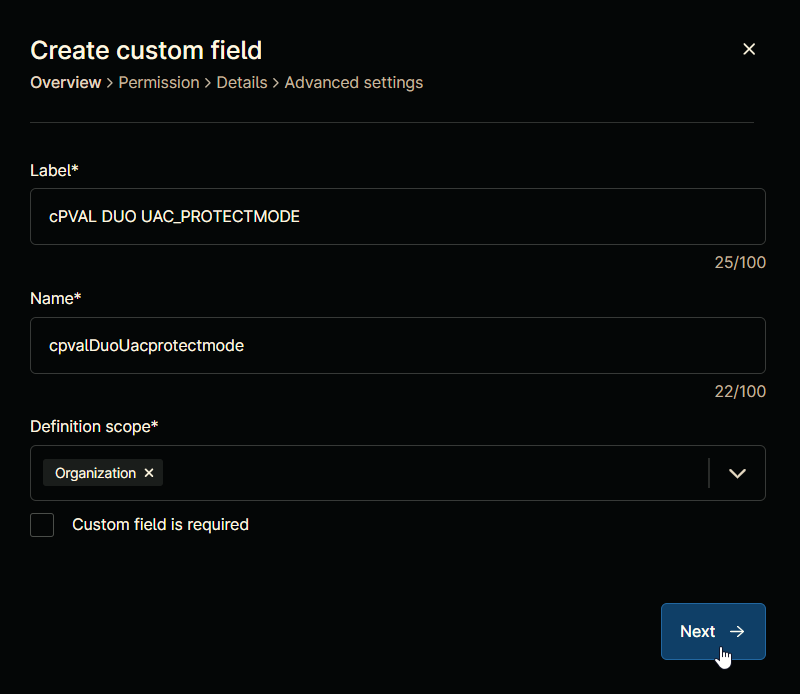 Create custom field
Overview > Permission > Details > Advanced settings
Label*
cPVAL DUO UAC_PROTECTMODE
25/100
Name*
cpvalDuoUacprotectmode
22/100
Definition scope*
Organization
Custom field is required
Next